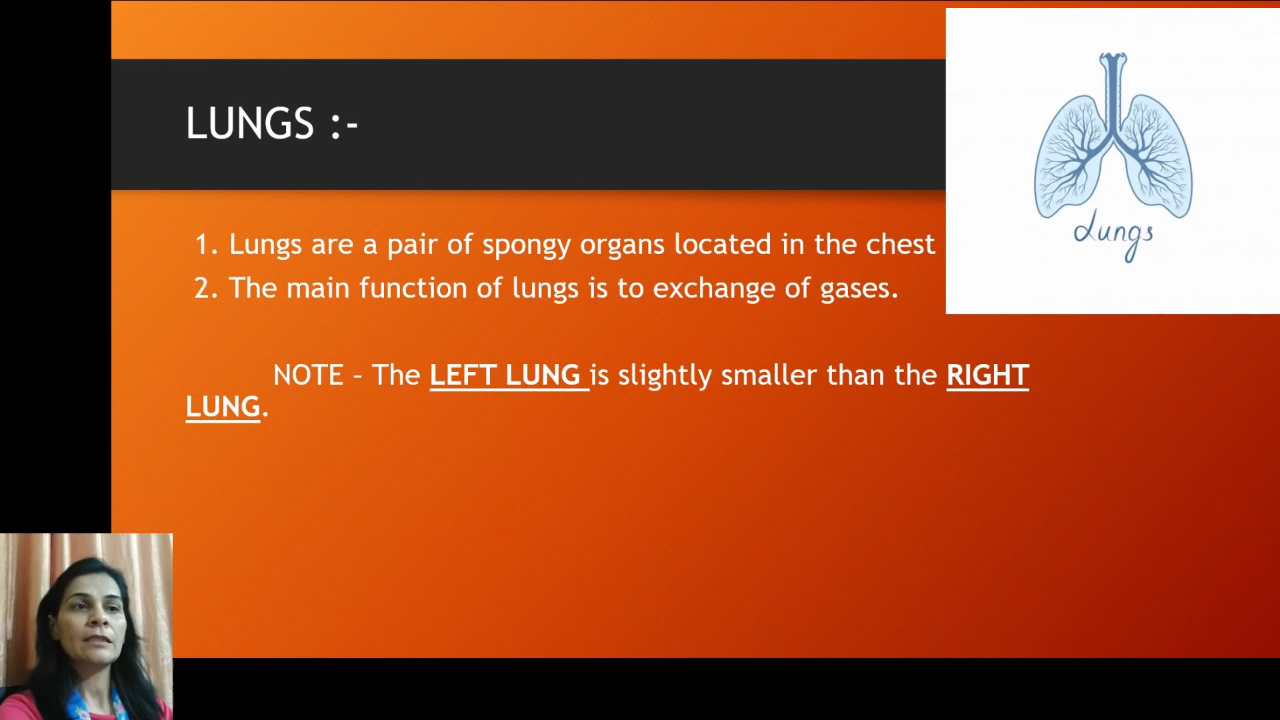 LUNGS :-
Lungs
1. Lungs are a pair of spongy organs located in the chest
2. The main function of lungs is to exchange of gases.
NOTE – The LEFT LUNG is slightly smaller than the RIGHT
LUNG.